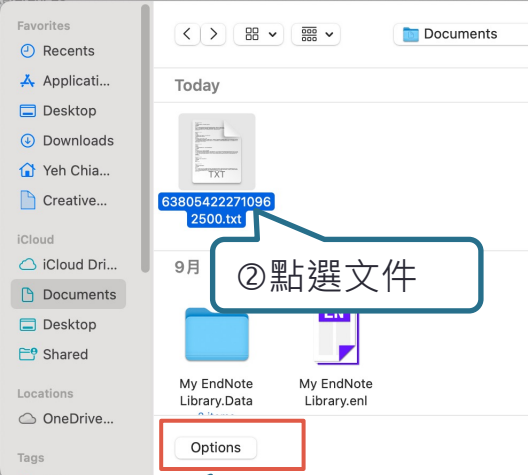 Favorites
Recents
Applicati...
Desktop
Downloads
Yeh Chia...
Creative...
iCloud
iCloud Dri...
Documents
Desktop
Shared
Locations
OneDrive...
Tags
Documents
Today
TXT
63805422271096
2500.txt
②點選文件
9月
EN
My EndNote
Library.Data
My EndNote
Library.enl
Options